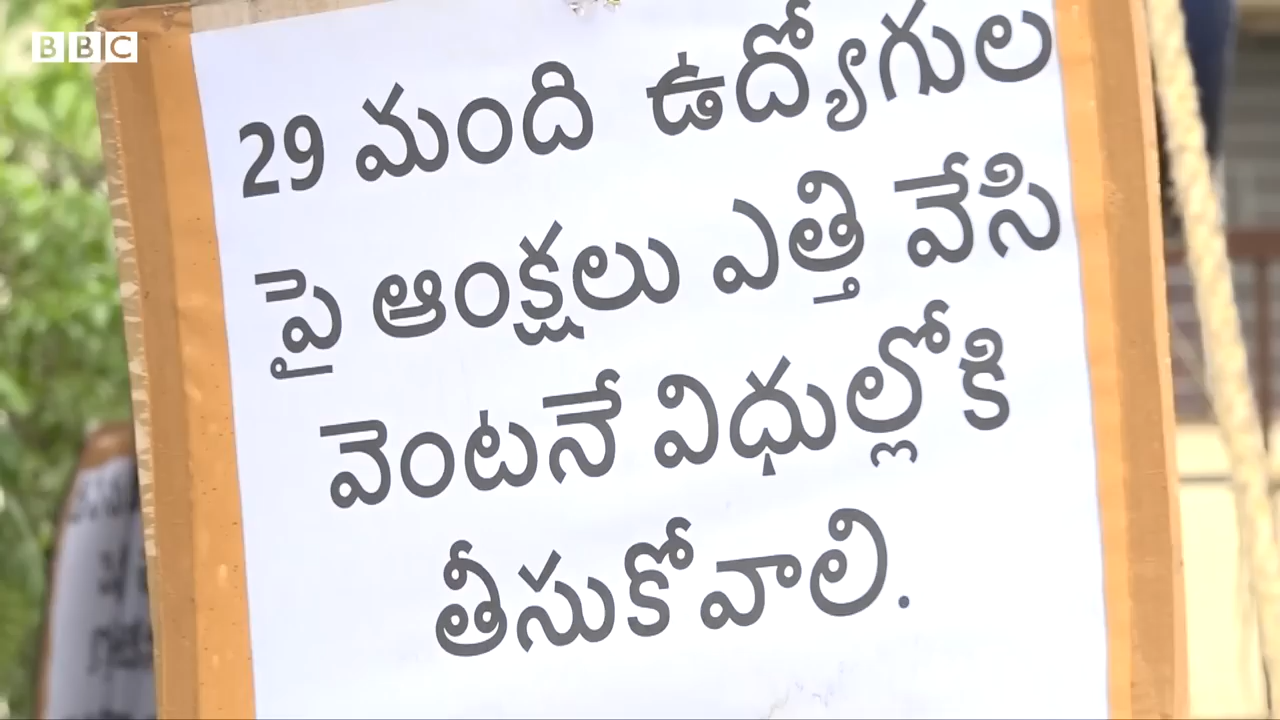 BBC
29 మంది ఉద్యోగుల
పై ఆంక్షలు ఎత్తి వేసి
వెంటనే విధుల్లోకి
తీసుకోవాలి.